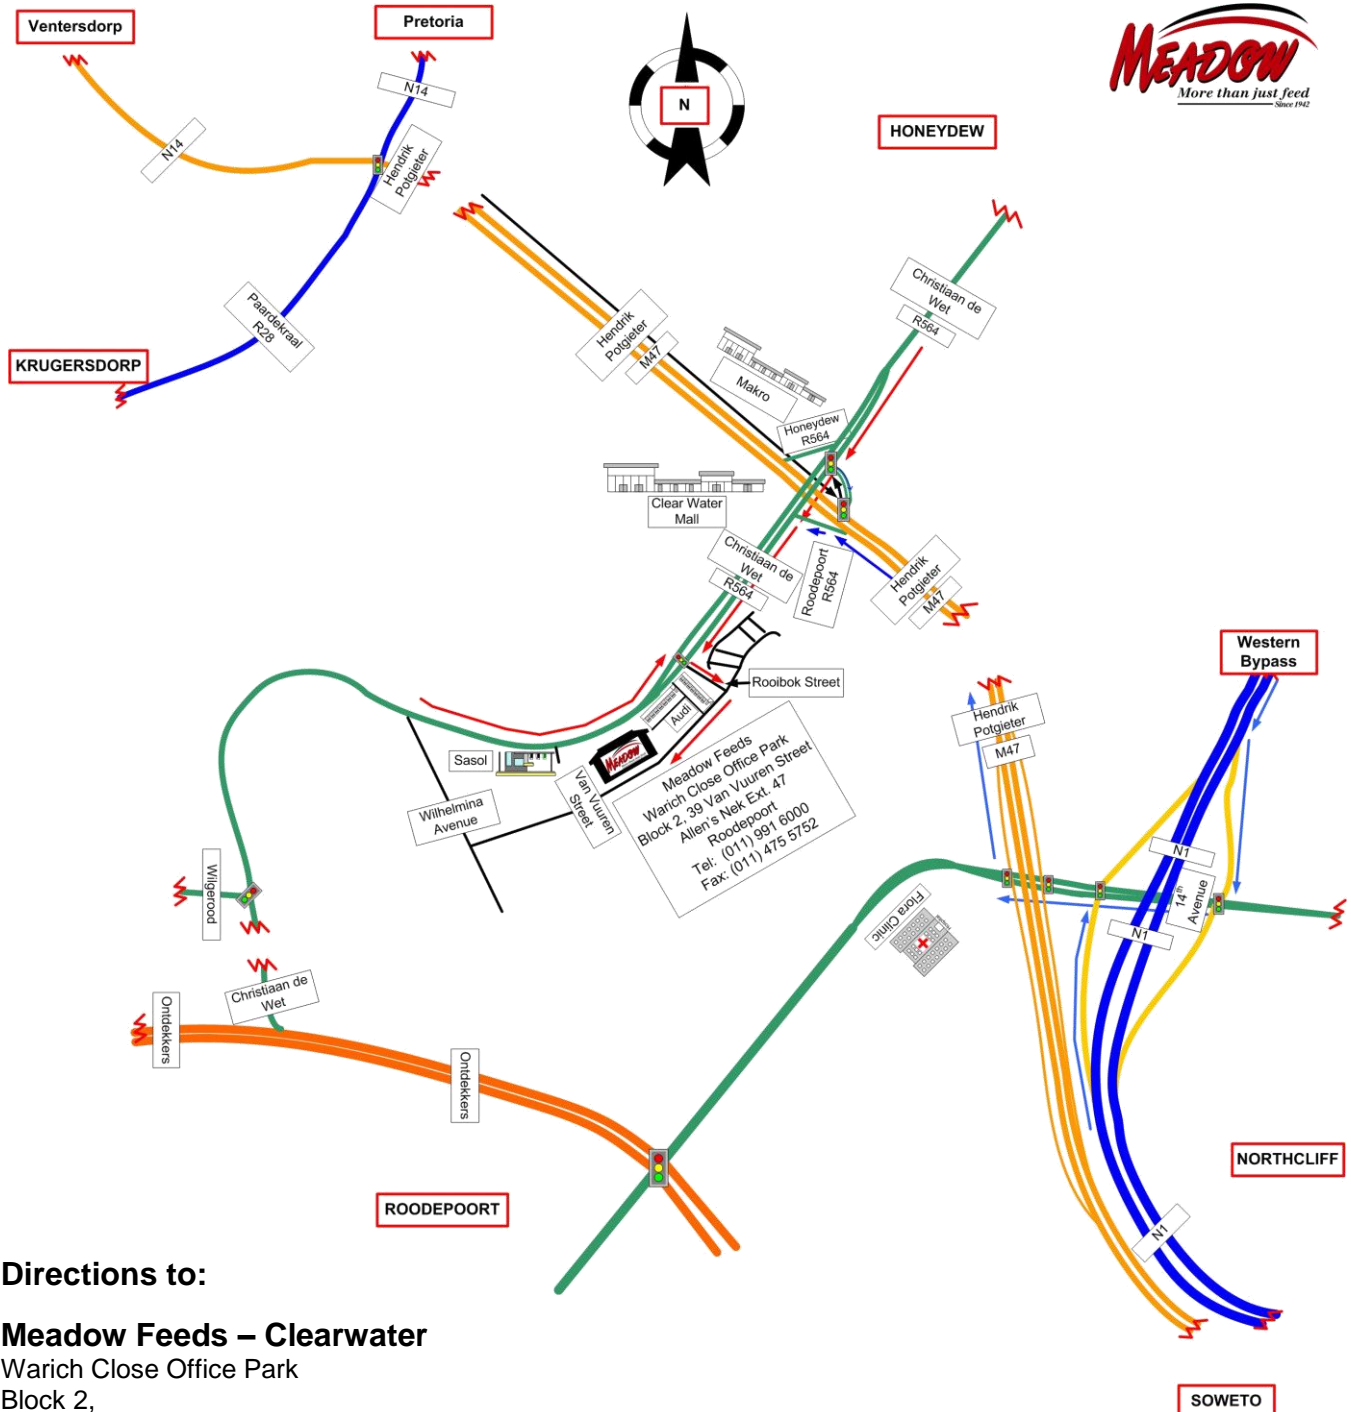 Ventersdorp
Pretoria
MEADOW
More than just feed
Since 1942
N14
N
HONEYDEW
N14
Hendrik
Potgieter
Christiaan de
Wet
R564
Paardekraal
R28
KRUGERSDORP
Hendrik
Potgieter
M47
Makro
Honeydew
R564
Clear Water
Mall
Christiaan de
Wet
R564
Roodepoort
R564
Hendrik
Potgieter
M47
Western
Bypass
Rooibok Street
Audi
Hendrik
Potgieter
M47
Sasol
MEADOW
Van Vuuren
Street
Wilhelmina
Avenue
Meadow Feeds
Warich Close Office Park
Block 2, 39 Van Vuuren Street
Allen's Nek Ext. 47
Roodepoort
Tel: (011) 991 6000
Fax: (011) 475 5752
N1
14th
Avenue
N1
Wilgerood
Flora Clinic
Christiaan de
Wet
Ontdekkers
Ontdekkers
NORTHCLIFF
ROODEPOORT
N1
Directions to:
Meadow Feeds – Clearwater
Warich Close Office Park
Block 2,
SOWETO